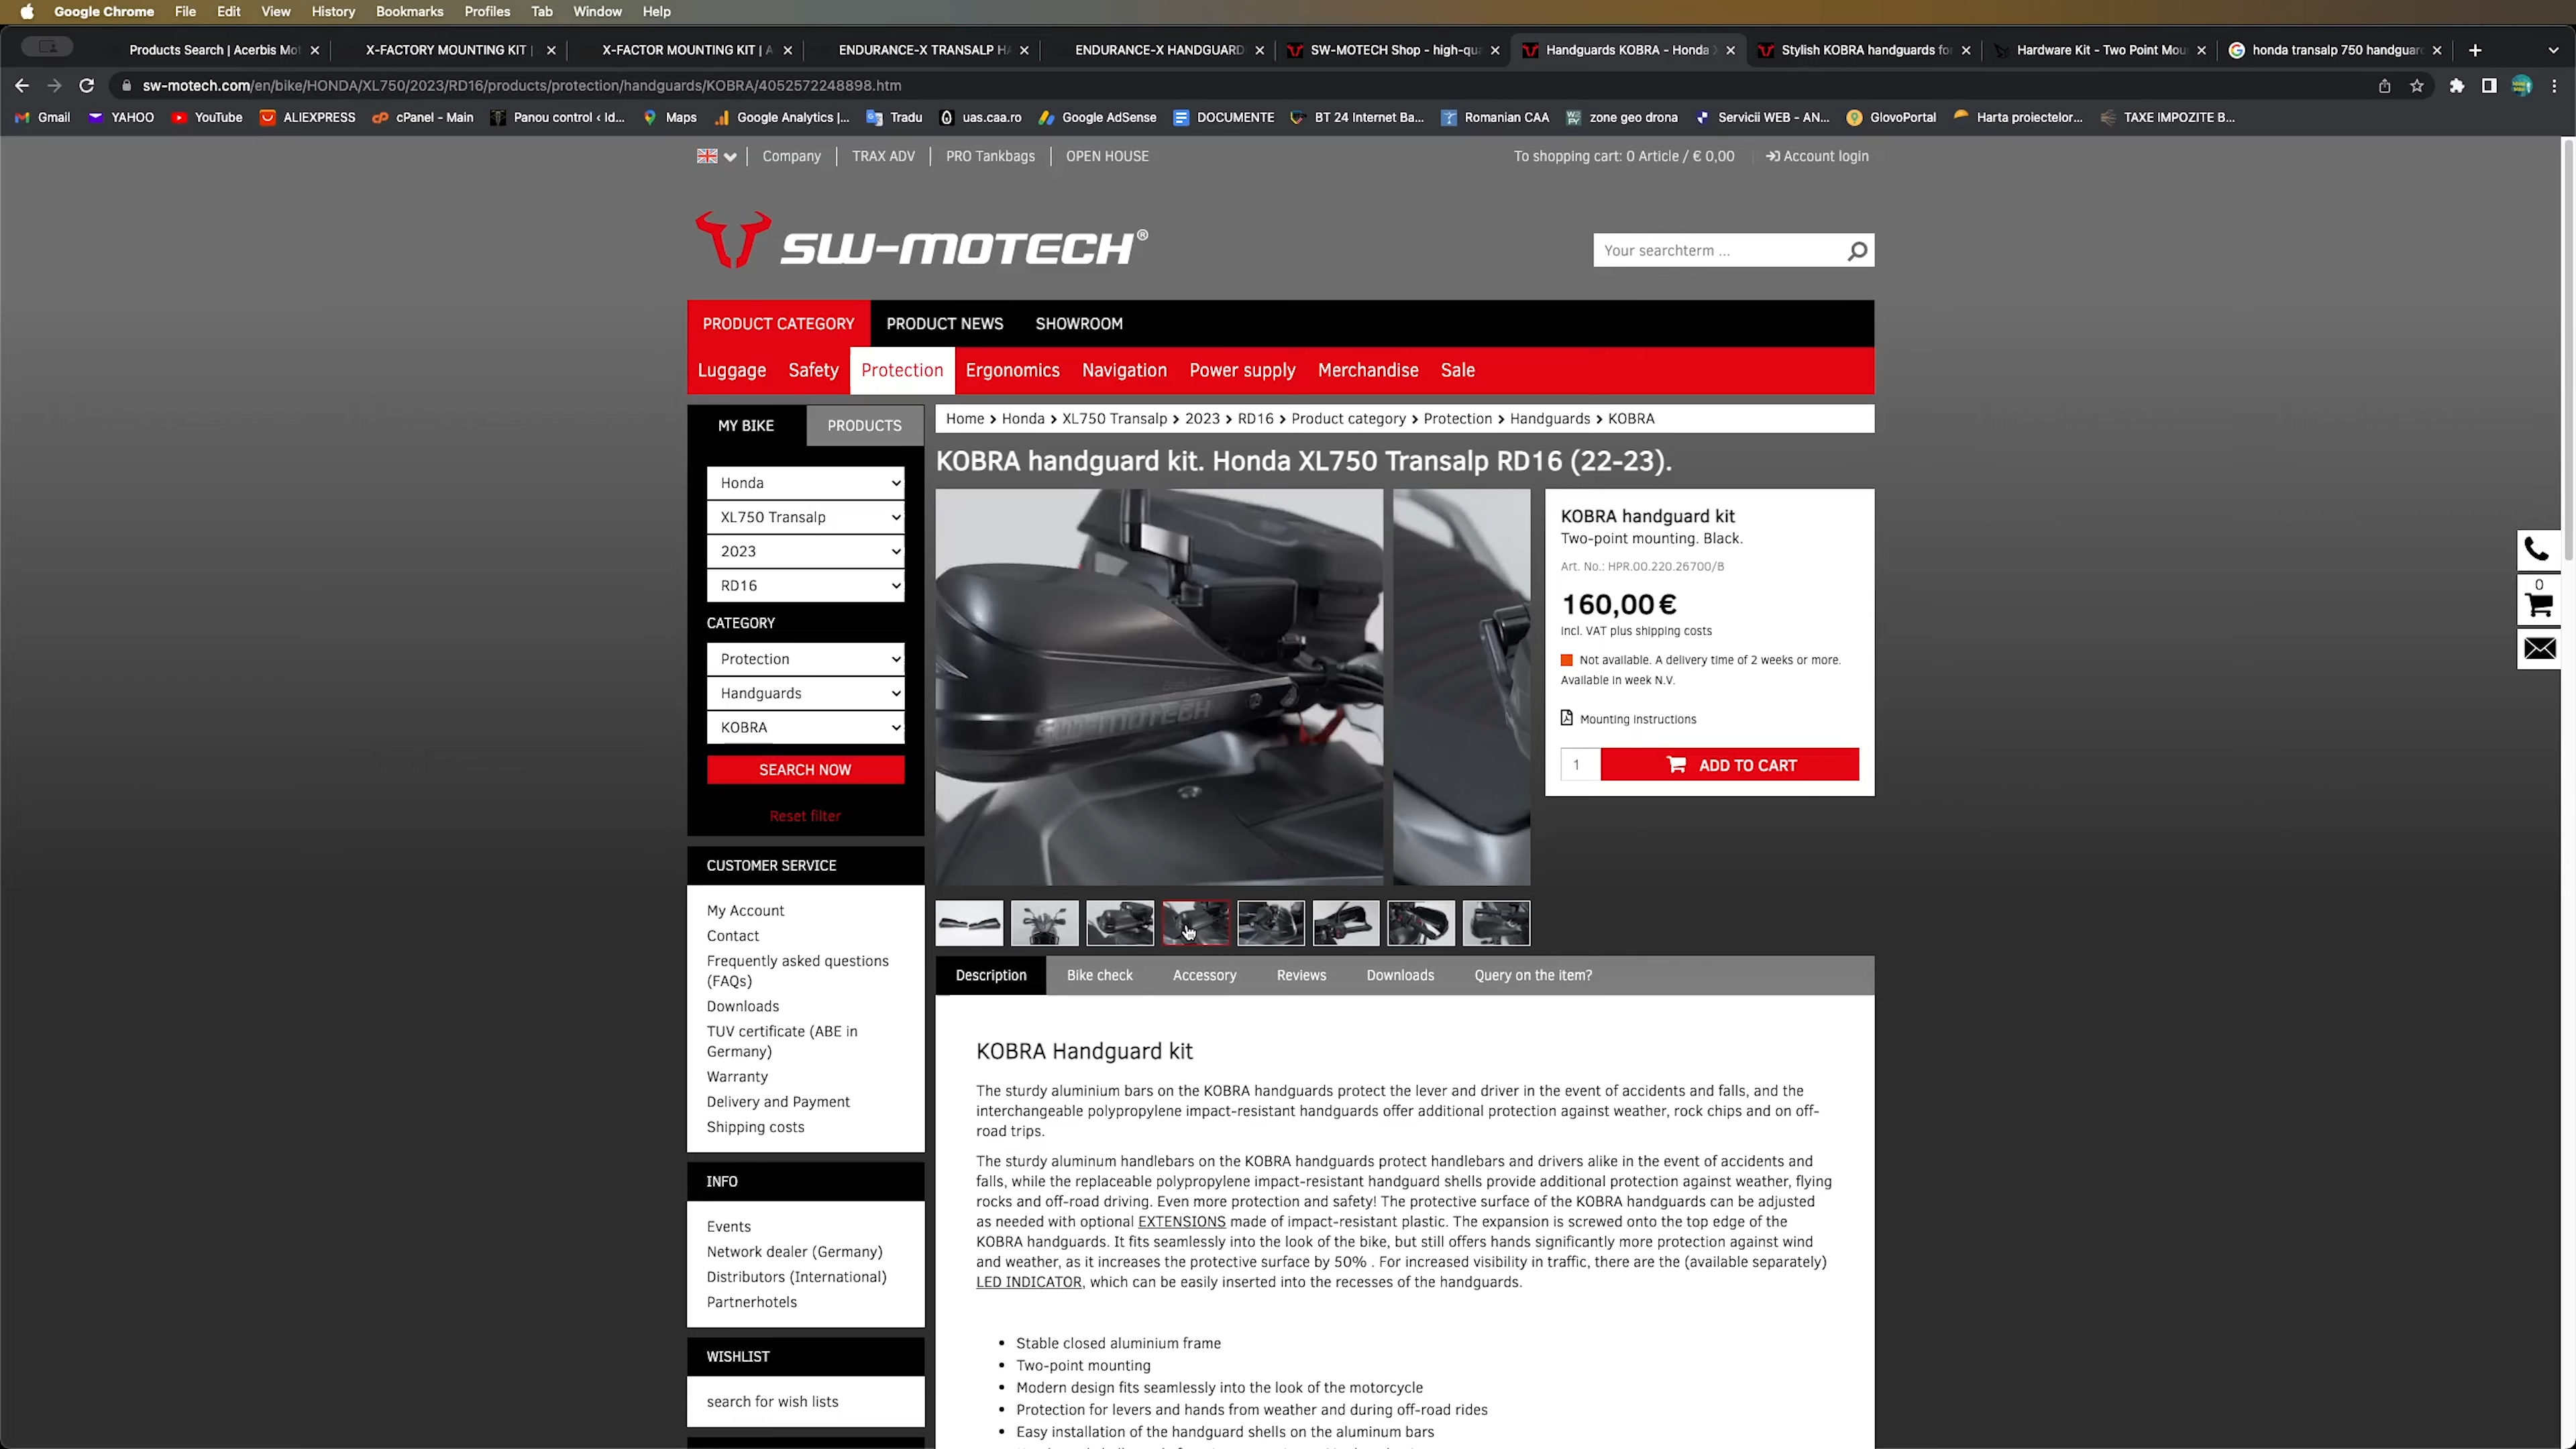 Google Chrome File Edit View History Bookmarks Profiles Tab Window Help
Products Search | Acerbis Mot X-FACTORY MOUNTING KIT | X-FACTOR MOUNTING KIT | A ENDURANCE-X TRANSALP HA ENDURANCE-X HANDGUARD SW-MOTECH Shop - high-qua Handguards KOBRA - Honda X Stylish KOBRA handguards fo Hardware Kit - Two Point Mou honda transalp 750 handguar
sw-motech.com/en/bike/HONDA/XL750/2023/RD16/products/protection/handguards/KOBRA/4052572248898.htm
Gmail YAHOO YouTube ALIEXPRESS cPanel - Main Panou control ‹ Id... Maps Google Analytics |... Tradu uas.caa.ro Google AdSense DOCUMENTE BT 24 Internet Ba... Romanian CAA zone geo drona Servicii WEB - AN... GlovoPortal Harta proiectelor... TAXE IMPOZITE B...
Company TRAX ADV PRO Tankbags OPEN HOUSE To shopping cart: 0 Article / € 0,00 Account login
SW-MOTECH®
Your searchterm ...
PRODUCT CATEGORY PRODUCT NEWS SHOWROOM
Luggage Safety Protection Ergonomics Navigation Power supply Merchandise Sale
MY BIKE PRODUCTS
Honda
XL750 Transalp
2023
RD16
CATEGORY
Protection
Handguards
KOBRA
SEARCH NOW
Reset filter
CUSTOMER SERVICE
My Account
Contact
Frequently asked questions
(FAQs)
Downloads
TUV certificate (ABE in
Germany)
Warranty
Delivery and Payment
Shipping costs
INFO
Events
Network dealer (Germany)
Distributors (International)
Partnerhotels
WISHLIST
search for wish lists
Home > Honda > XL750 Transalp > 2023 > RD16 > Product category > Protection > Handguards > KOBRA
KOBRA handguard kit. Honda XL750 Transalp RD16 (22-23).
SW-MOTECH
KOBRA handguard kit
Two-point mounting. Black.
Art. No.: HPR.00.220.26700/B
160,00 €
incl. VAT plus shipping costs
Not available. A delivery time of 2 weeks or more.
Available in week N.V.
Mounting instructions
1 ADD TO CART
0
Description Bike check Accessory Reviews Downloads Query on the item?
KOBRA Handguard kit
The sturdy aluminium bars on the KOBRA handguards protect the lever and driver in the event of accidents and falls, and the
interchangeable polypropylene impact-resistant handguards offer additional protection against weather, rock chips and on off-
road trips.
The sturdy aluminum handlebars on the KOBRA handguards protect handlebars and drivers alike in the event of accidents and
falls, while the replaceable polypropylene impact-resistant handguard shells provide additional protection against weather, flying
rocks and off-road driving. Even more protection and safety! The protective surface of the KOBRA handguards can be adjusted
as needed with optional EXTENSIONS made of impact-resistant plastic. The expansion is screwed onto the top edge of the
KOBRA handguards. It fits seamlessly into the look of the bike, but still offers hands significantly more protection against wind
and weather, as it increases the protective surface by 50% . For increased visibility in traffic, there are the (available separately)
LED INDICATOR, which can be easily inserted into the recesses of the handguards.
• Stable closed aluminium frame
• Two-point mounting
• Modern design fits seamlessly into the look of the motorcycle
• Protection for levers and hands from weather and during off-road rides
• Easy installation of the handguard shells on the aluminum bars